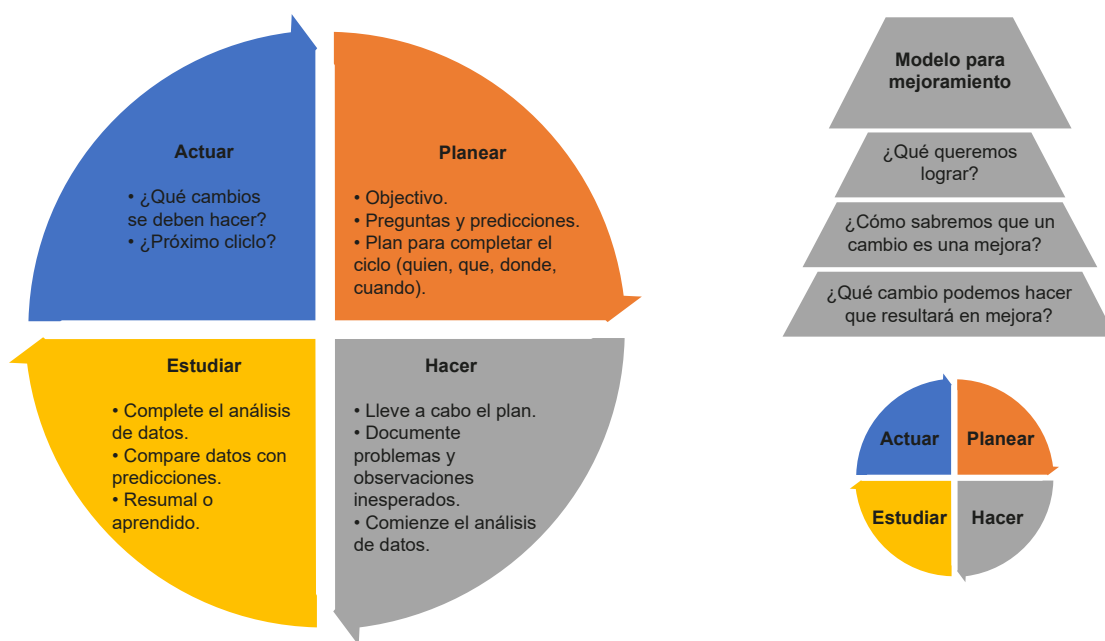 Actuar
• ¿Qué cambios
se deben hacer?
• ¿Próximo cliclo?
Planear
• Objectivo.
• Preguntas y predicciones.
• Plan para completar el
ciclo (quien, que, donde,
cuando).
Estudiar
• Complete el análisis
de datos.
• Compare datos con
predicciones.
• Resumal o
aprendido.
Hacer
• Lleve a cabo el plan.
• Documente
problemas y
observaciones
inesperados.
• Comienze el análisis
de datos.
Modelo para
mejoramiento
¿Qué queremos
lograr?
¿Cómo sabremos que un
cambio es una mejora?
¿Qué cambio podemos hacer
que resultará en mejora?
Actuar
Planear
Estudiar
Hacer